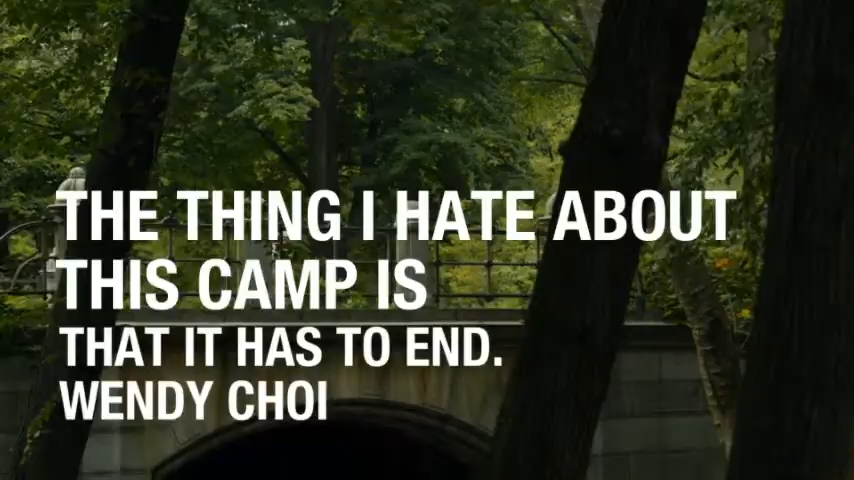 THE THING I HATE ABOUT
THIS CAMP IS
THAT IT HAS TO END.
WENDY CHOI